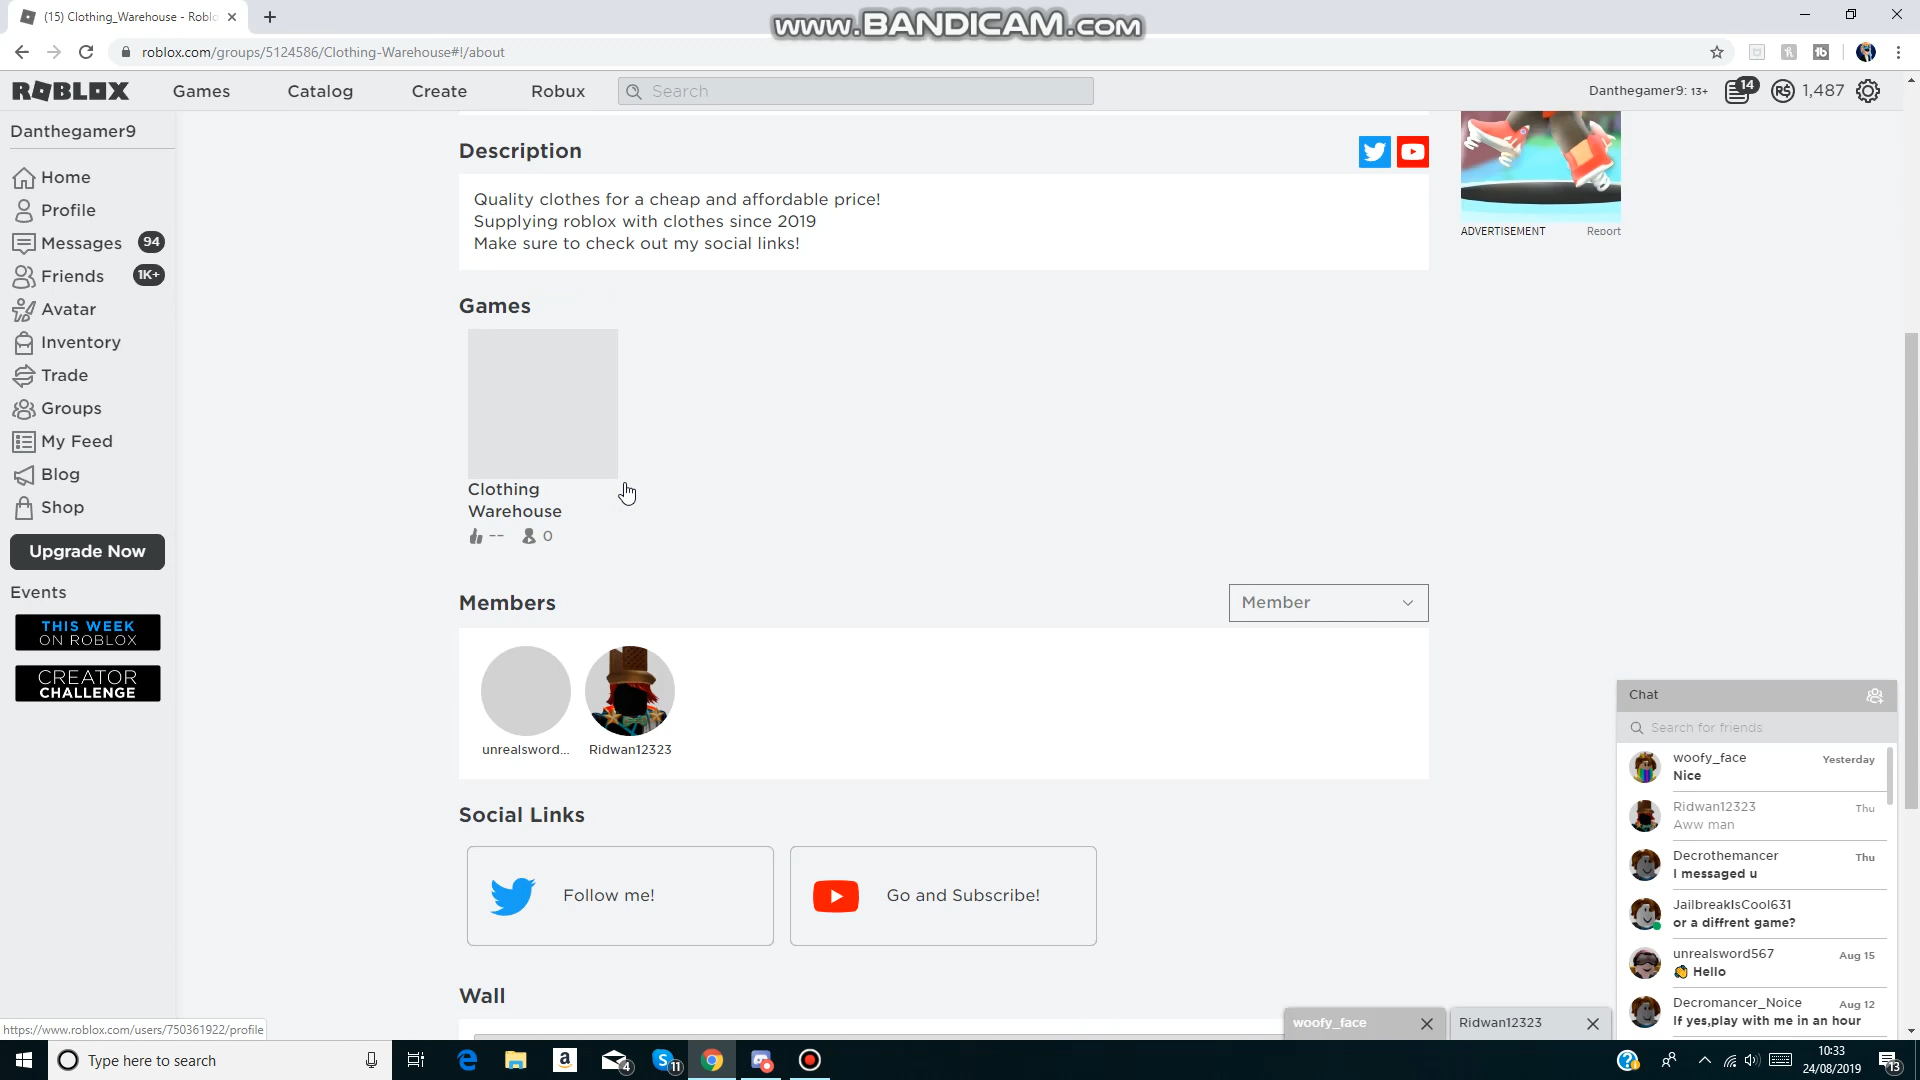 (15) Clothing_Warehouse - Roblo
www.BANDICAM.com
roblox.com/groups/5124586/Clothing-Warehouse#!/about
ROBLOX
Games
Catalog
Create
Robux
Search
Danthegamer9: 13+
14
1,487
Danthegamer9
Home
Profile
Messages 94
Friends 1K+
Avatar
Inventory
Trade
Groups
My Feed
Blog
Shop
Upgrade Now
Events
THIS WEEK
ON ROBLOX
CREATOR
CHALLENGE
Description
Quality clothes for a cheap and affordable price!
Supplying roblox with clothes since 2019
Make sure to check out my social links!
ADVERTISEMENT
Report
Games
Clothing
Warehouse
-- 0
Members
Member
unrealsword...
Ridwan12323
Social Links
Follow me!
Go and Subscribe!
Wall
Chat
Search for friends
woofy_face Yesterday
Nice
Ridwan12323 Thu
Aww man
Decrothemancer Thu
I messaged u
JailbreakIsCool631
or a diffrent game?
unrealsword567 Aug 15
👋 Hello
Decromancer_Noice Aug 12
If yes,play with me in an hour
woofy_face
Ridwan12323
https://www.roblox.com/users/750361922/profile
Type here to search
4
11
10:33
24/08/2019
13